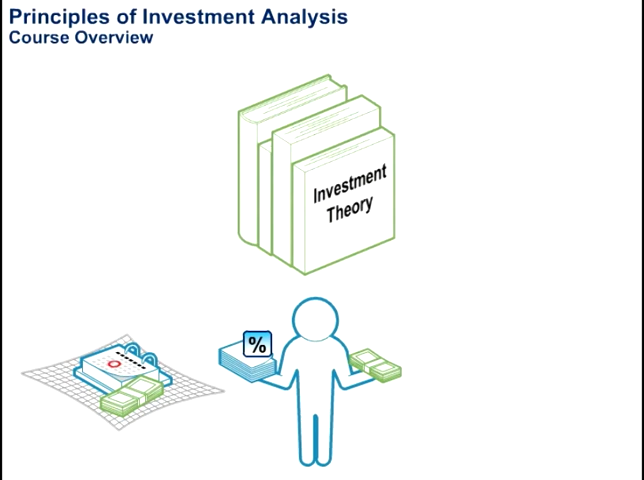 Principles of Investment Analysis
Course Overview
Investment
Theory
%